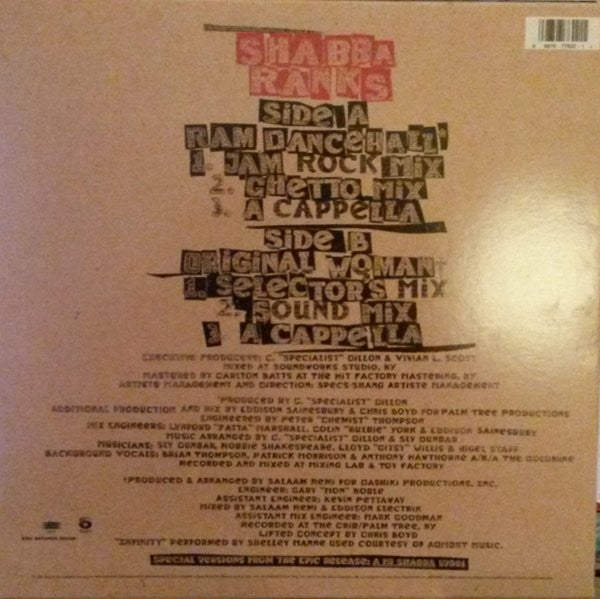 SHABBA
RANKS
SIDE A
RAM DANCEHALL*
1. JAM ROCK MIX
2. GHETTO MIX
3. A CAPPELLA
SIDE B
ORIGINAL WOMAN†
1. SELECTOR'S MIX
2. SOUND MIX
3 A CAPPELLA
EXECUTIVE PRODUCERS: C. "SPECIALIST" DILLON & VIVIAN L. SCOTT
MIXED AT SOUNDWORKS STUDIO, NY
MASTERED BY CARLTON BATTS AT THE HIT FACTORY MASTERING, NY
ARTISTS MANAGEMENT AND DIRECTION: SPECS-SHANG ARTISTE MANAGEMENT
*PRODUCED BY C. "SPECIALIST" DILLON
ADDITIONAL PRODUCTION AND MIX BY EDDISON SAINSBURY & CHRIS BOYD FOR PALM TREE PRODUCTIONS
ENGINEERED BY PETER "CHEMIST" THOMPSON
MIX ENGINEERS: LYNFORD "FATTA" MARSHALL, COLIN "BULBIE" YORK & EDDISON SAINSBURY
MUSIC ARRANGED BY C. "SPECIALIST" DILLON & SLY DUNBAR
MUSICIANS: SLY DUNBAR, ROBBIE SHAKESPEARE, LLOYD "GITSY" WILLIS & NIGEL STAFF
BACKGROUND VOCALS: BRIAN THOMPSON, PATRICK MORRISON & ANTHONY HAWTHORNE A/K/A THE GOLDNINE
RECORDED AND MIXED AT MIXING LAB & TOY FACTORY
†PRODUCED & ARRANGED BY SALAAM REMI FOR DASHIKI PRODUCTIONS, INC.
ENGINEER: GARY "MON" NOBLE
ASSISTANT ENGINEER: KEVIN PETTAWAY
MIXED BY SALAAM REMI & EDDISON ELECTRIK
ASSISTANT MIX ENGINEER: MARK GOODMAN
RECORDED AT THE CRIB/PALM TREE, NY
LIFTED CONCEPT BY CHRIS BOYD
"INFINITY" PERFORMED BY SHELLEY MANNE USED COURTESY OF
MUSIC.
SPECIAL VERSIONS FROM THE EPIC RELEASE: A MI SHABBA 57801